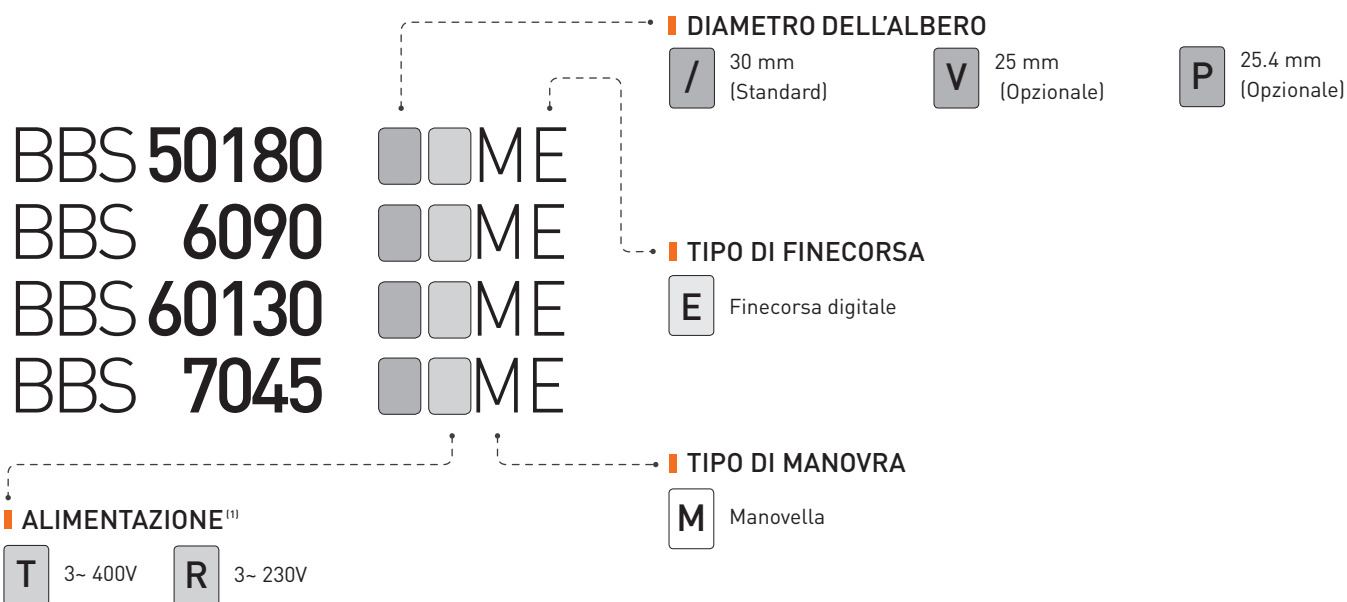 DIAMETRO DELL'ALBERO
/ 30 mm (Standard)
V 25 mm (Opzionale)
P 25.4 mm (Opzionale)
BBS 50180 ME
BBS 6090 ME
BBS 60130 ME
BBS 7045 ME
TIPO DI FINECORSA
E Finecorsa digitale
TIPO DI MANOVRA
M Manovella
ALIMENTAZIONE(1)
T 3~ 400V R 3~ 230V